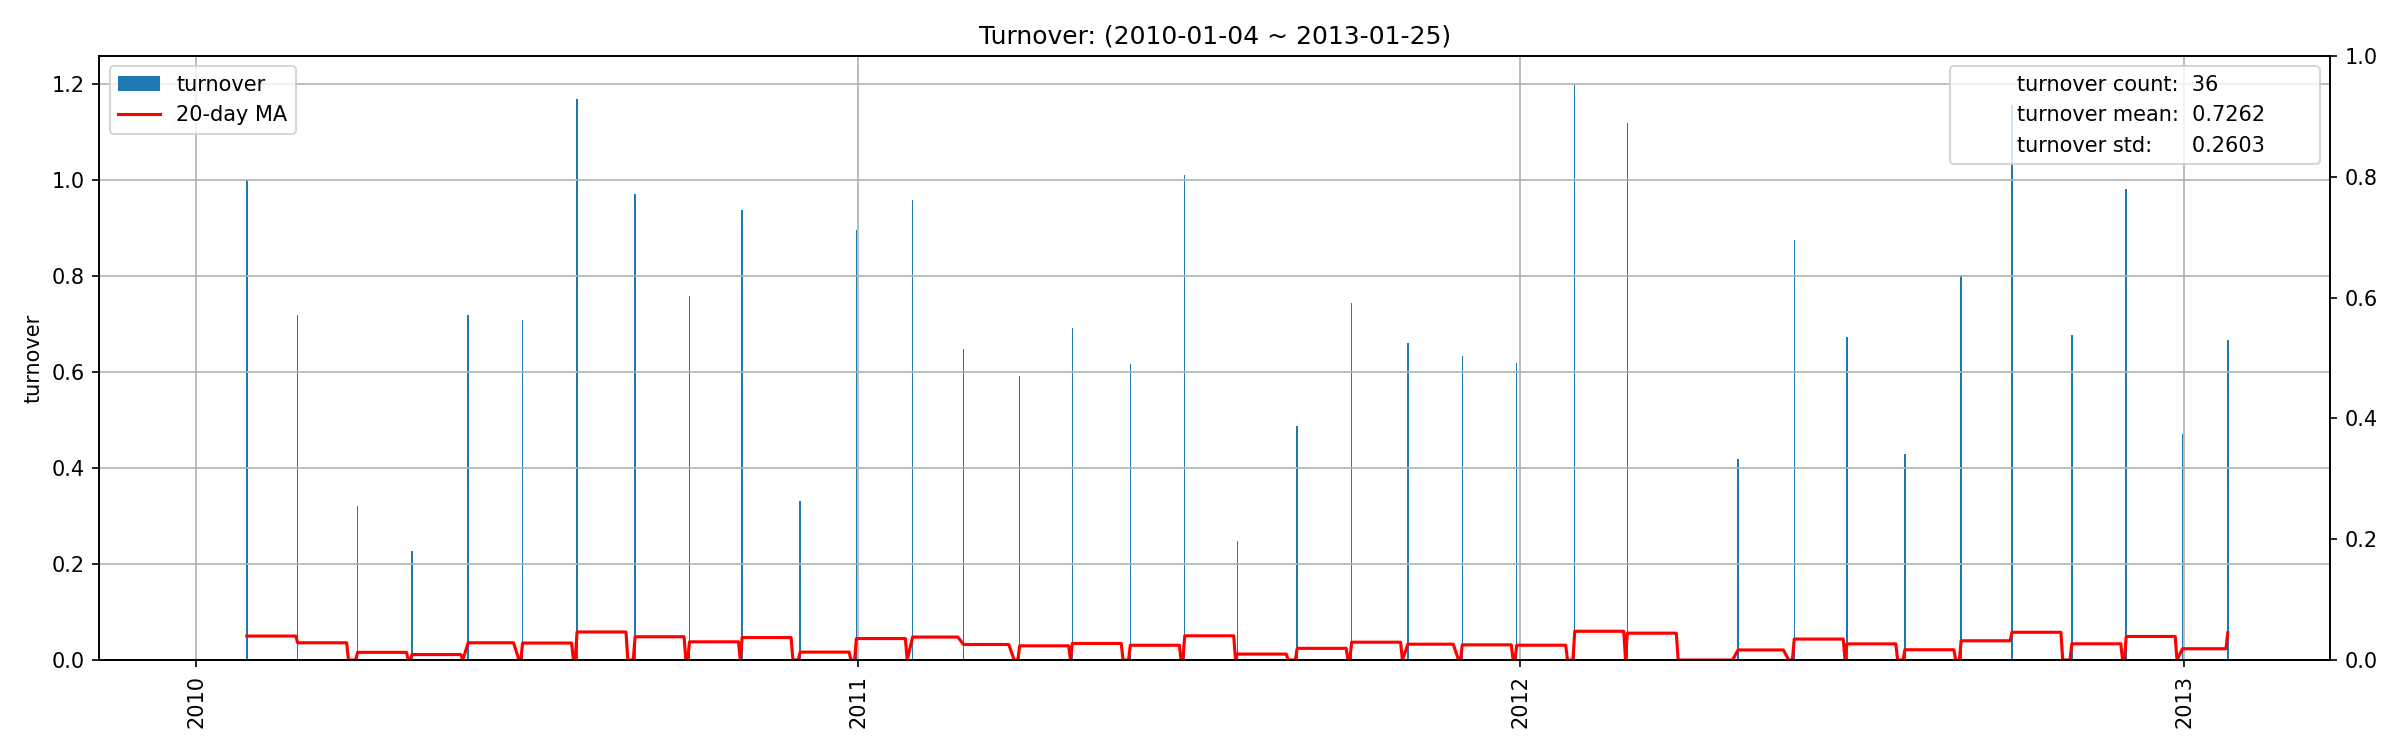 Turnover: (2010-01-04 ~ 2013-01-25)
turnover
20-day MA
turnover count: 36
turnover mean: 0.7262
turnover std: 0.2603
turnover
1.2
1.0
0.8
0.6
0.4
0.2
0.0
1.0
0.8
0.6
0.4
0.2
0.0
2010
2011
2012
2013